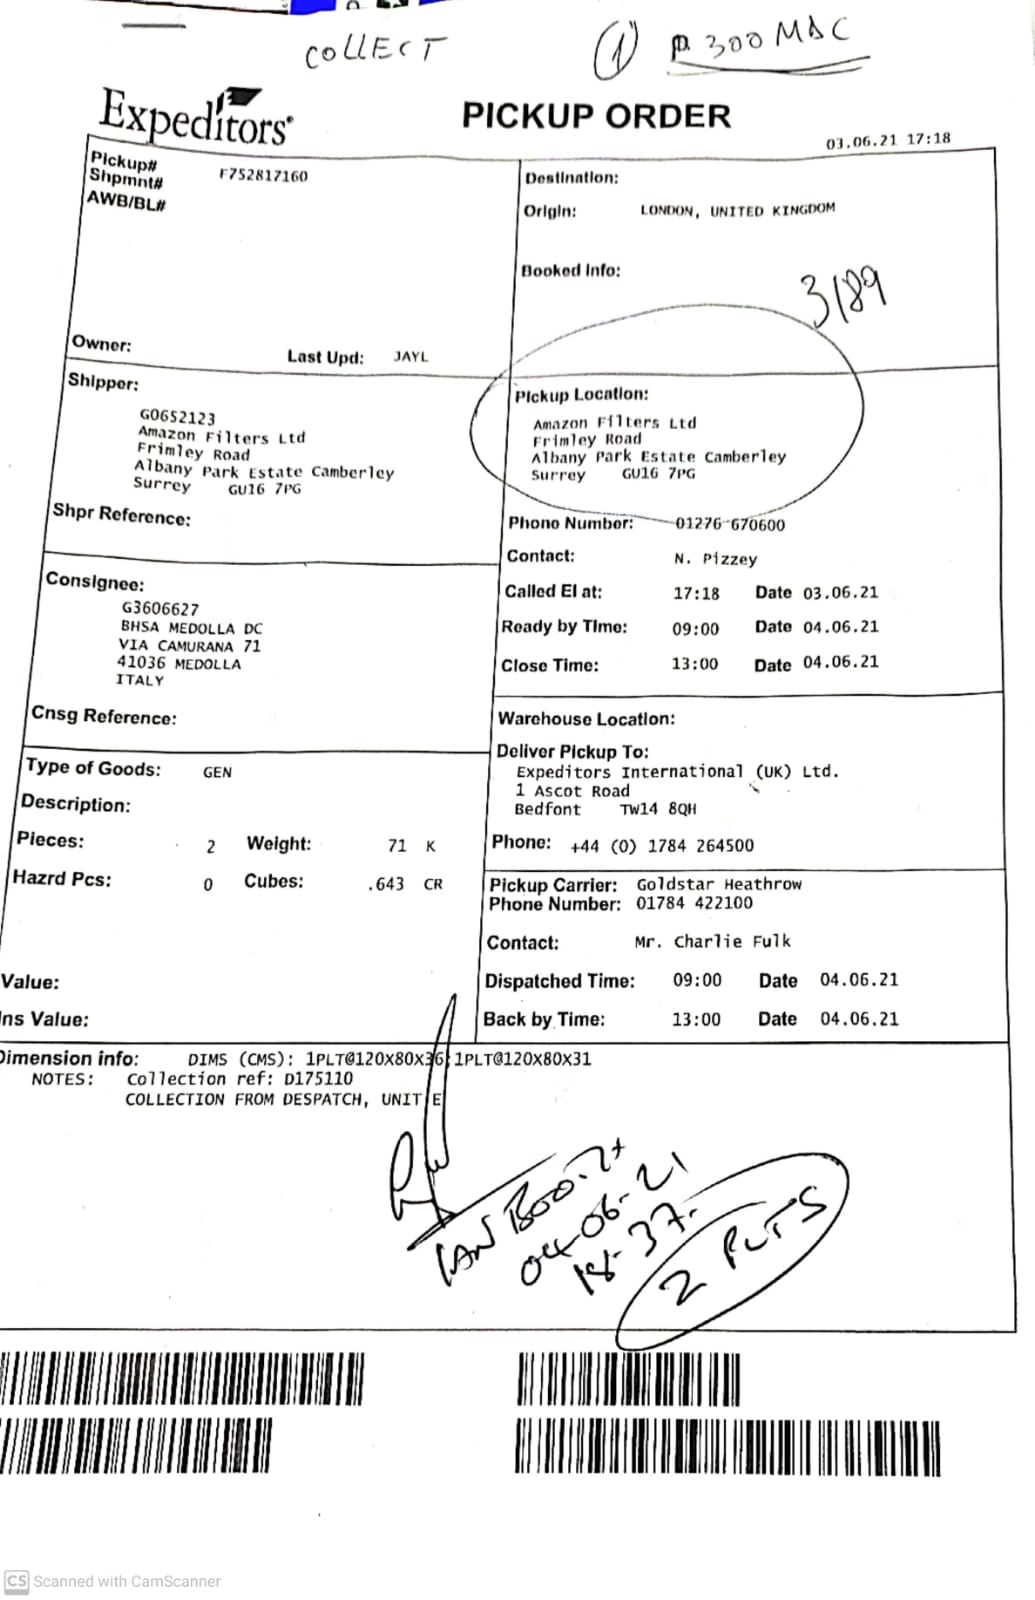 COLLECT
1
300 MDC
Expeditors
PICKUP ORDER
03.06.21 17:18
Pickup#
Shpmnt#
F752817160
AWB/BL#
Owner:
Last Upd: JAYL
Destination:
Origin: LONDON, UNITED KINGDOM
Booked Info:
3189
Shipper:
G0652123
Amazon Filters Ltd
Frimley Road
Albany Park Estate Camberley
Surrey GU16 7PG
Shpr Reference:
Pickup Location:
Amazon Filters Ltd
Frimley Road
Albany Park Estate Camberley
Surrey GU16 7PG
Phone Number: 01276 670600
Contact: N. Pizzey
Called EI at: 17:18 Date 03.06.21
Ready by Time: 09:00 Date 04.06.21
Close Time: 13:00 Date 04.06.21
Consignee:
G3606627
BHSA MEDOLLA DC
VIA CAMURANA 71
41036 MEDOLLA
ITALY
Cnsg Reference:
Warehouse Location:
Deliver Pickup To:
Expeditors International (UK) Ltd.
1 Ascot Road
Bedfont TW14 8QH
Phone: +44 (0) 1784 264500
Type of Goods: GEN
Description:
Pieces: 2 Weight: 71 K
Hazrd Pcs: 0 Cubes: .643 CR
Value:
Ins Value:
Pickup Carrier: Goldstar Heathrow
Phone Number: 01784 422100
Contact: Mr. Charlie Fulk
Dispatched Time: 09:00 Date 04.06.21
Back by Time: 13:00 Date 04.06.21
Dimension info: DIMS (CMS): 1PLT@120X80X36;1PLT@120X80X31
NOTES: Collection ref: D175110
COLLECTION FROM DESPATCH, UNIT E
IAN
04-06-21
18-37.
2 PLTS
CS Scanned with CamScanner